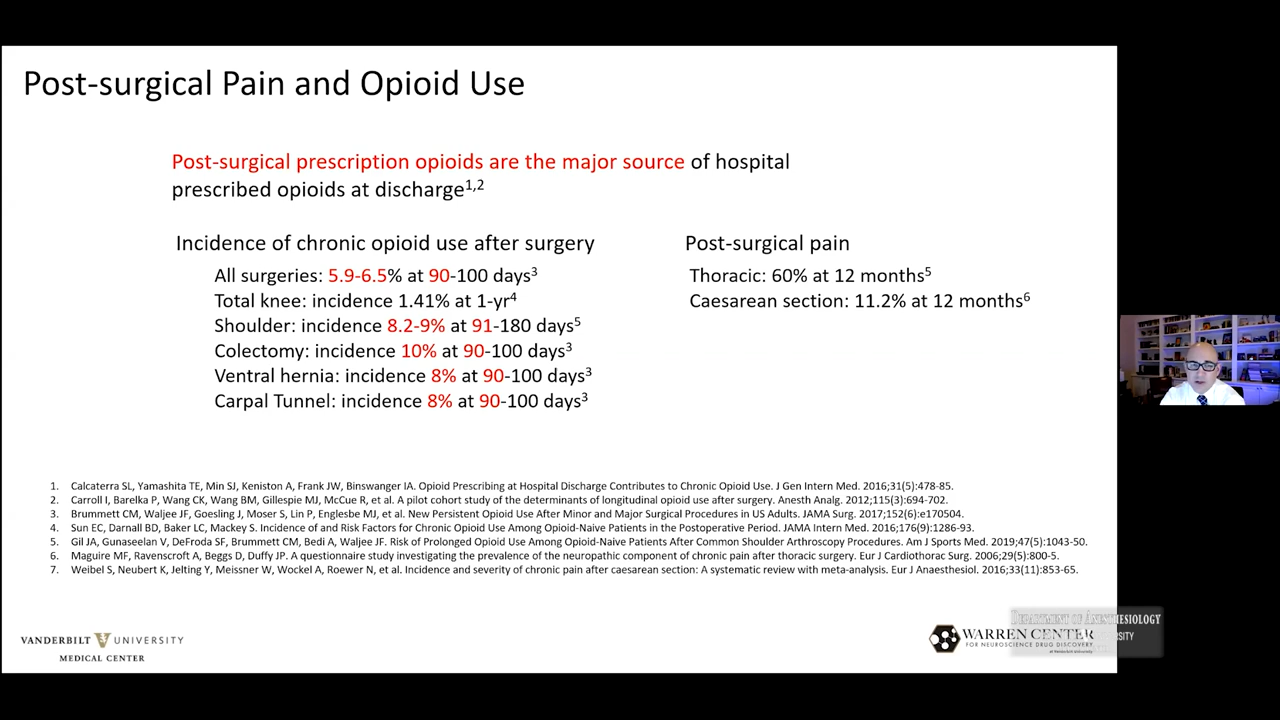 Post-surgical Pain and Opioid Use
Post-surgical prescription opioids are the major source of hospital
prescribed opioids at discharge1,2
Incidence of chronic opioid use after surgery
All surgeries: 5.9-6.5% at 90-100 days3
Total knee: incidence 1.41% at 1-yr4
Shoulder: incidence 8.2-9% at 91-180 days5
Colectomy: incidence 10% at 90-100 days3
Ventral hernia: incidence 8% at 90-100 days3
Carpal Tunnel: incidence 8% at 90-100 days3
Post-surgical pain
Thoracic: 60% at 12 months5
Caesarean section: 11.2% at 12 months6
1. Calcaterra SL, Yamashita TE, Min SJ, Keniston A, Frank JW, Binswanger IA. Opioid Prescribing at Hospital Discharge Contributes to Chronic Opioid Use. J Gen Intern Med. 2016;31(5):478-85.
2. Carroll I, Barelka P, Wang CK, Wang BM, Gillespie MJ, McCue R, et al. A pilot cohort study of the determinants of longitudinal opioid use after surgery. Anesth Analg. 2012;115(3):694-702.
3. Brummett CM, Waljee JF, Goesling J, Moser S, Lin P, Englesbe MJ, et al. New Persistent Opioid Use After Minor and Major Surgical Procedures in US Adults. JAMA Surg. 2017;152(6):e170504.
4. Sun EC, Darnall BD, Baker LC, Mackey S. Incidence of and Risk Factors for Chronic Opioid Use Among Opioid-Naive Patients in the Postoperative Period. JAMA Intern Med. 2016;176(9):1286-93.
5. Gil JA, Gunaseelan V, DeFroda SF, Brummett CM, Bedi A, Waljee JF. Risk of Prolonged Opioid Use Among Opioid-Naive Patients After Common Shoulder Arthroscopy Procedures. Am J Sports Med. 2019;47(5):1043-50.
6. Maguire MF, Ravenscroft A, Beggs D, Duffy JP. A questionnaire study investigating the prevalence of the neuropathic component of chronic pain after thoracic surgery. Eur J Cardiothorac Surg. 2006;29(5):800-5.
7. Weibel S, Neubert K, Jelting Y, Meissner W, Wockel A, Roewer N, et al. Incidence and severity of chronic pain after caesarean section: A systematic review with meta-analysis. Eur J Anaesthesiol. 2016;33(11):853-65.
VANDERBILT V UNIVERSITY
MEDICAL CENTER
WARREN CENTER
FOR NEUROSCIENCE DRUG DISCOVERY
at Vanderbilt University
DEPARTMENT OF ANESTHESIOLOGY